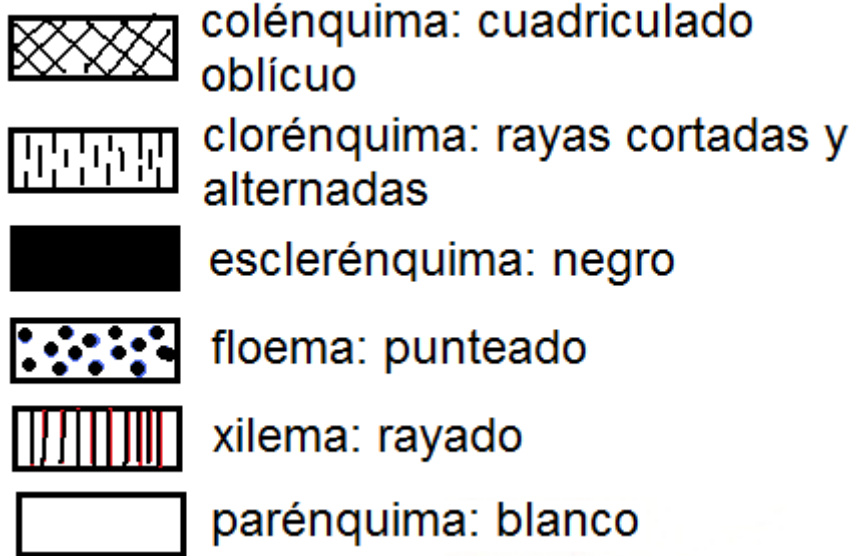 colénquima: cuadriculado
oblícuo
clorénquima: rayas cortadas y
alternadas
esclerénquima: negro
floema: punteado
xilema: rayado
parénquima: blanco